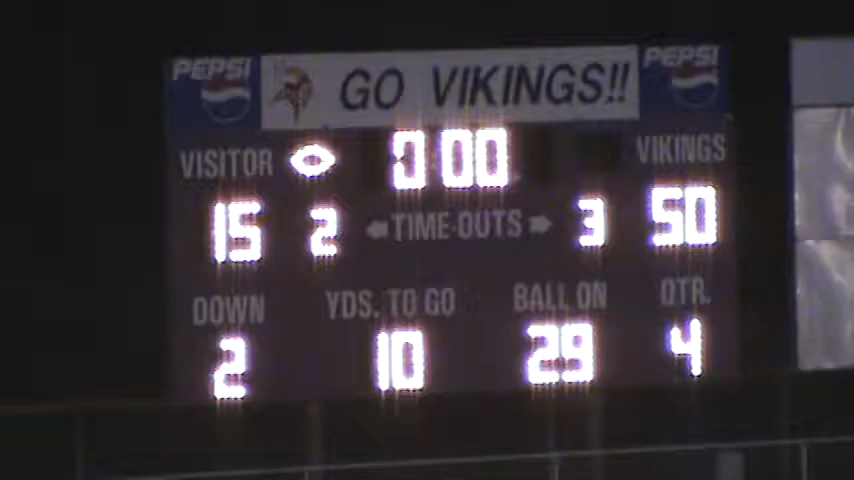 PEPSI GO VIKINGS!! PEPSI
VISITOR 0:00 VIKINGS
15 2 TIME-OUTS 3 50
DOWN YDS. TO GO BALL ON QTR.
2 10 29 4